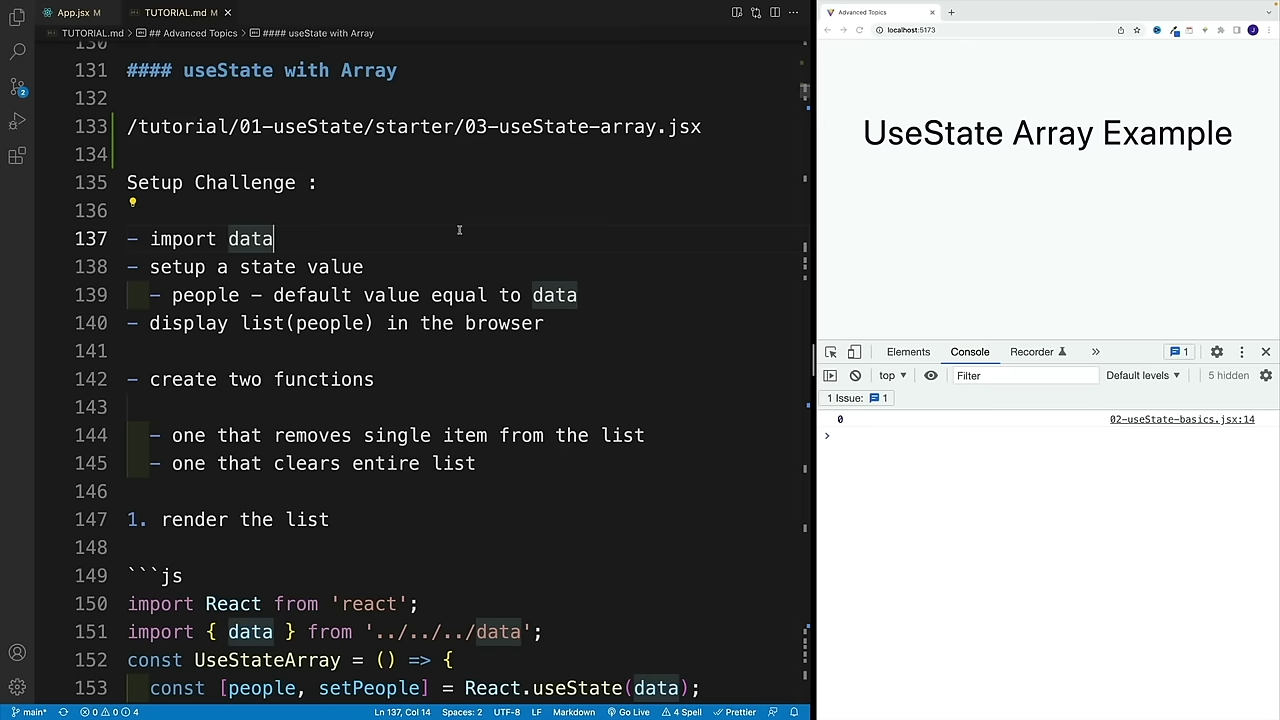 App.jsx M
TUTORIAL.md M
TUTORIAL.md > ## Advanced Topics > #### useState with Array
130
131 #### useState with Array
132
133 /tutorial/01-useState/starter/03-useState-array.jsx
134
135 Setup Challenge :
136
137 - import data
138 - setup a state value
139 - people - default value equal to data
140 - display list(people) in the browser
141
142 - create two functions
143
144 - one that removes single item from the list
145 - one that clears entire list
146
147 1. render the list
148
149 ```js
150 import React from 'react';
151 import { data } from '../../../data';
152 const UseStateArray = () => {
153 const [people, setPeople] = React.useState(data);
2
main* 0 0 4
Ln 137, Col 14 Spaces: 2 UTF-8 LF Markdown Go Live 4 Spell Prettier
Advanced Topics
localhost:5173
J
UseState Array Example
Elements Console Recorder 1
top Filter Default levels 5 hidden
1 Issue: 1
0 02-useState-basics.jsx:14